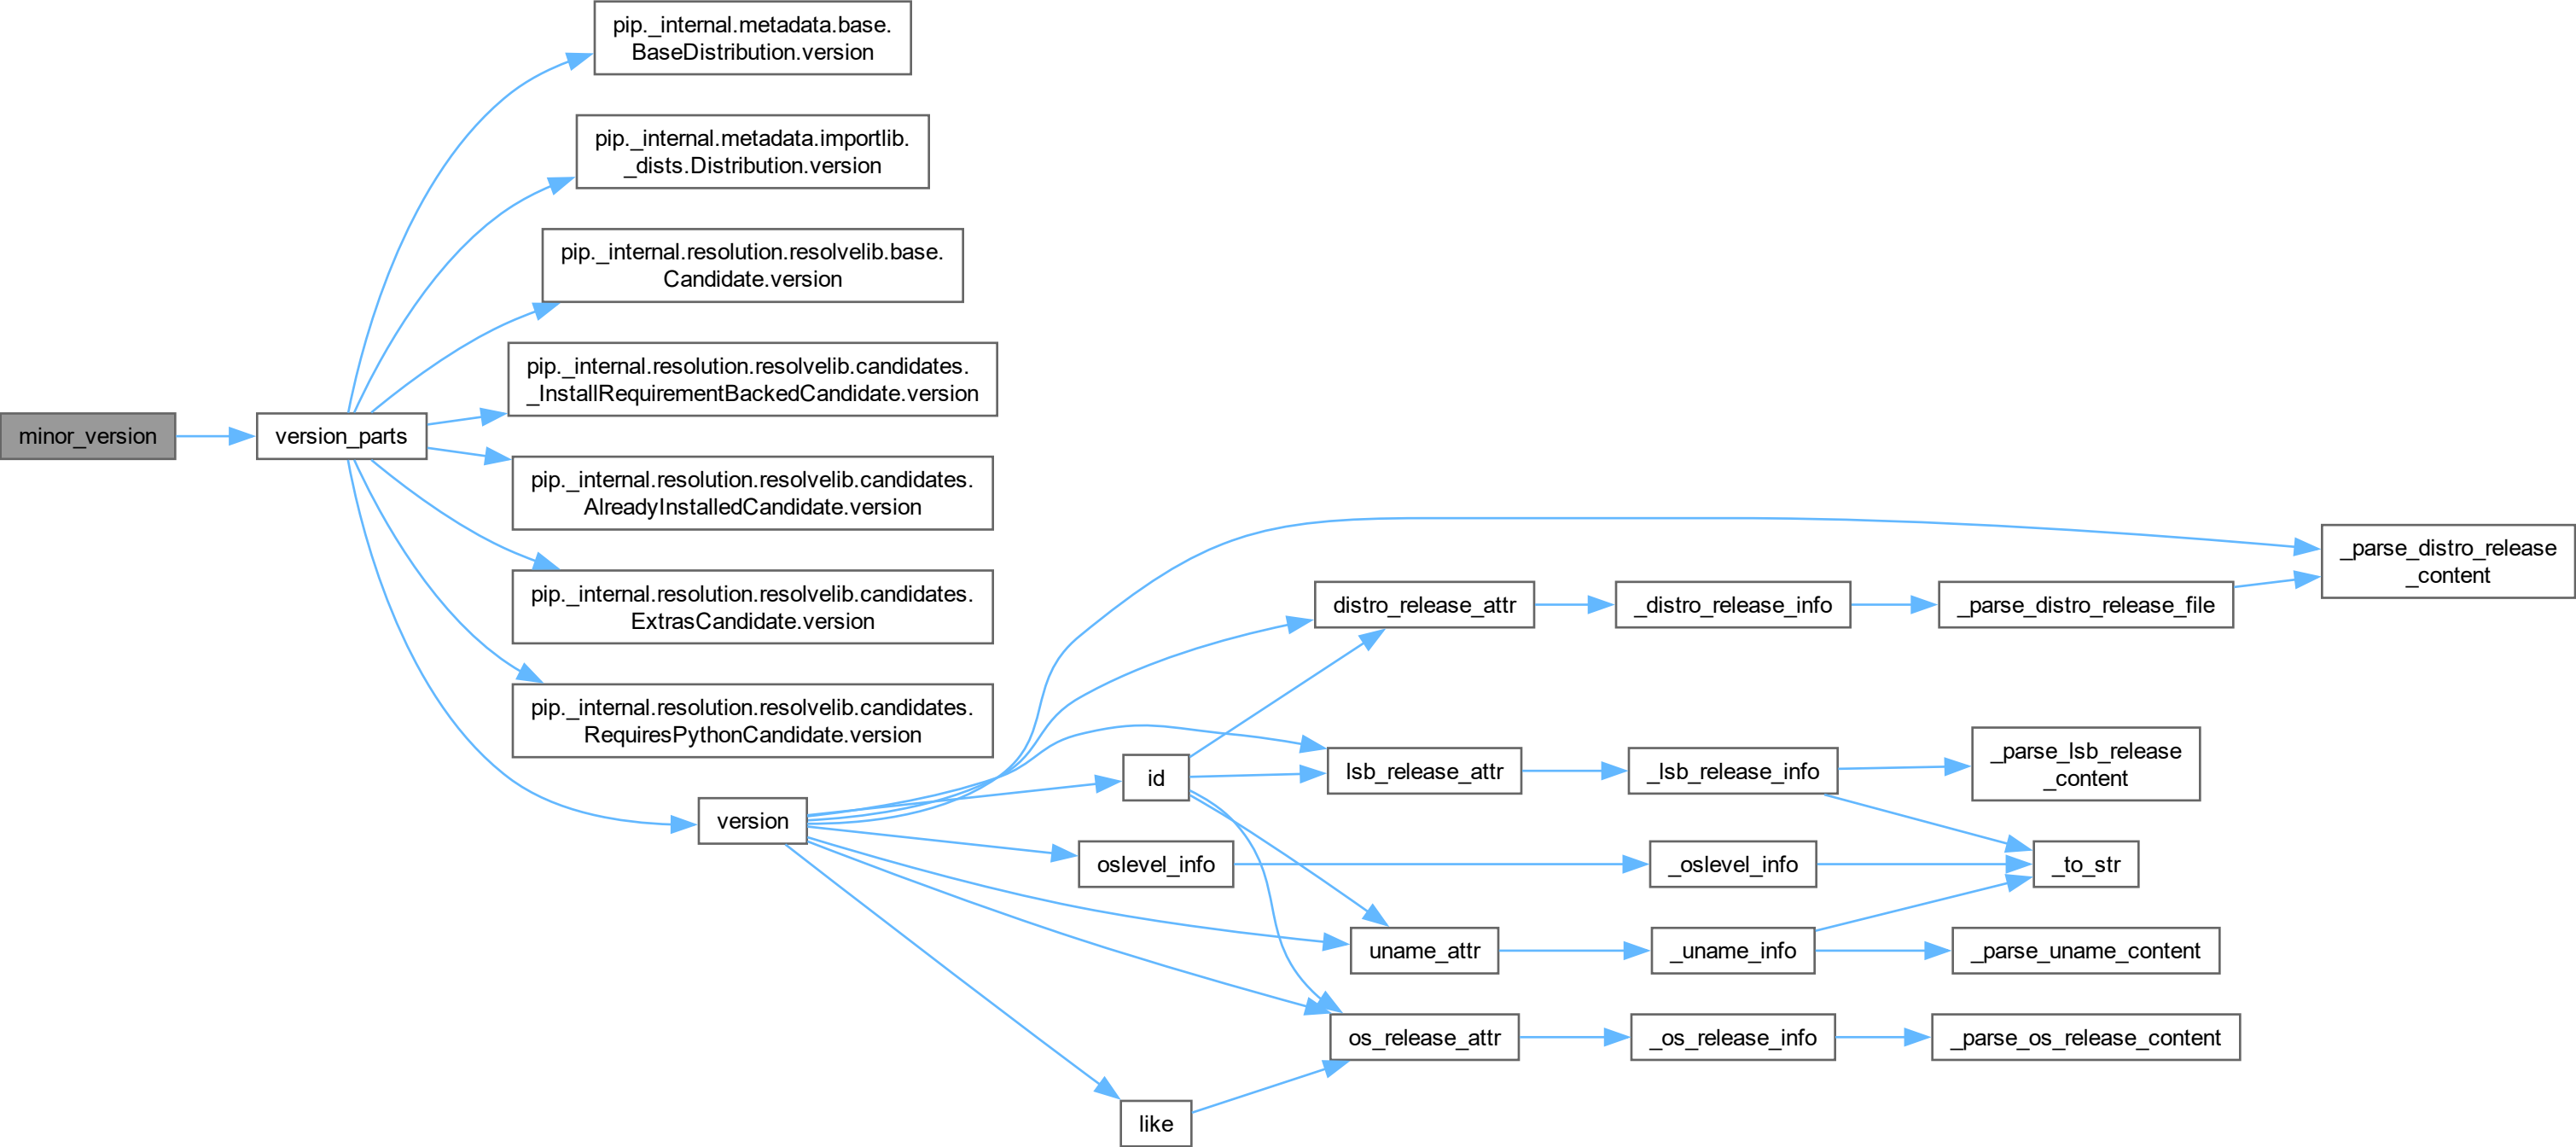 pip._internal.metadata.base.
BaseDistribution.version
pip._internal.metadata.importlib.
_dists.Distribution.version
pip._internal.resolution.resolvelib.base.
Candidate.version
pip._internal.resolution.resolvelib.candidates.
_InstallRequirementBackedCandidate.version
minor_version
version_parts
pip._internal.resolution.resolvelib.candidates.
AlreadyInstalledCandidate.version
pip._internal.resolution.resolvelib.candidates.
ExtrasCandidate.version
pip._internal.resolution.resolvelib.candidates.
RequiresPythonCandidate.version
version
id
oslevel_info
like
distro_release_attr
lsb_release_attr
uname_attr
os_release_attr
_distro_release_info
_lsb_release_info
_oslevel_info
_uname_info
_os_release_info
_parse_distro_release_file
_parse_lsb_release
_content
_to_str
_parse_uname_content
_parse_os_release_content
_parse_distro_release
_content